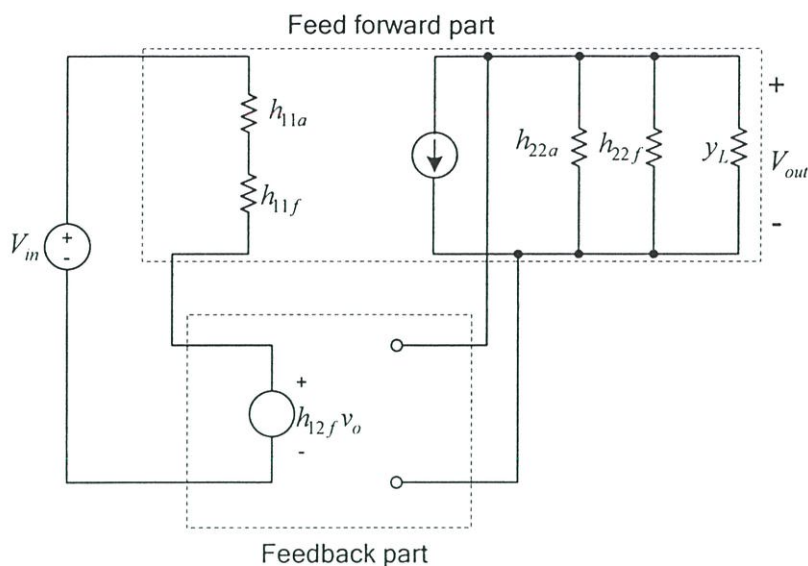 Feed forward part
h11a
h11f
h22a
h22f
yL
+
Vout
-
Vin
+
-
+
h12f vo
-
Feedback part